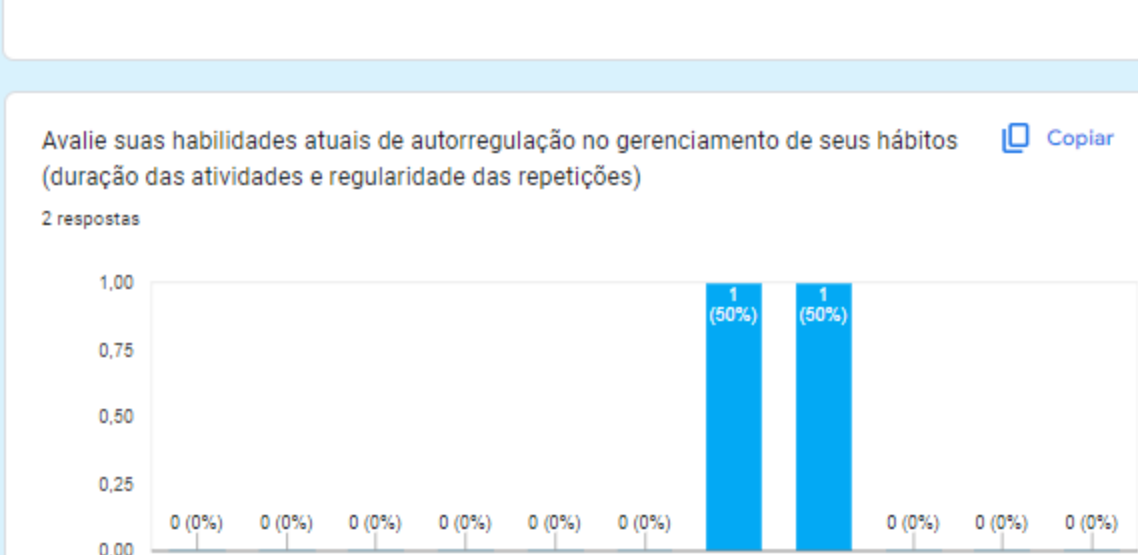 Avalie suas habilidades atuais de autorregulação no gerenciamento de seus hábitos
(duração das atividades e regularidade das repetições)
Copiar
2 respostas
1,00
0,75
0,50
0,25
0,00
1
(50%)
1
(50%)
0 (0%) 0 (0%) 0 (0%) 0 (0%) 0 (0%) 0 (0%) 0 (0%) 0 (0%) 0 (0%)